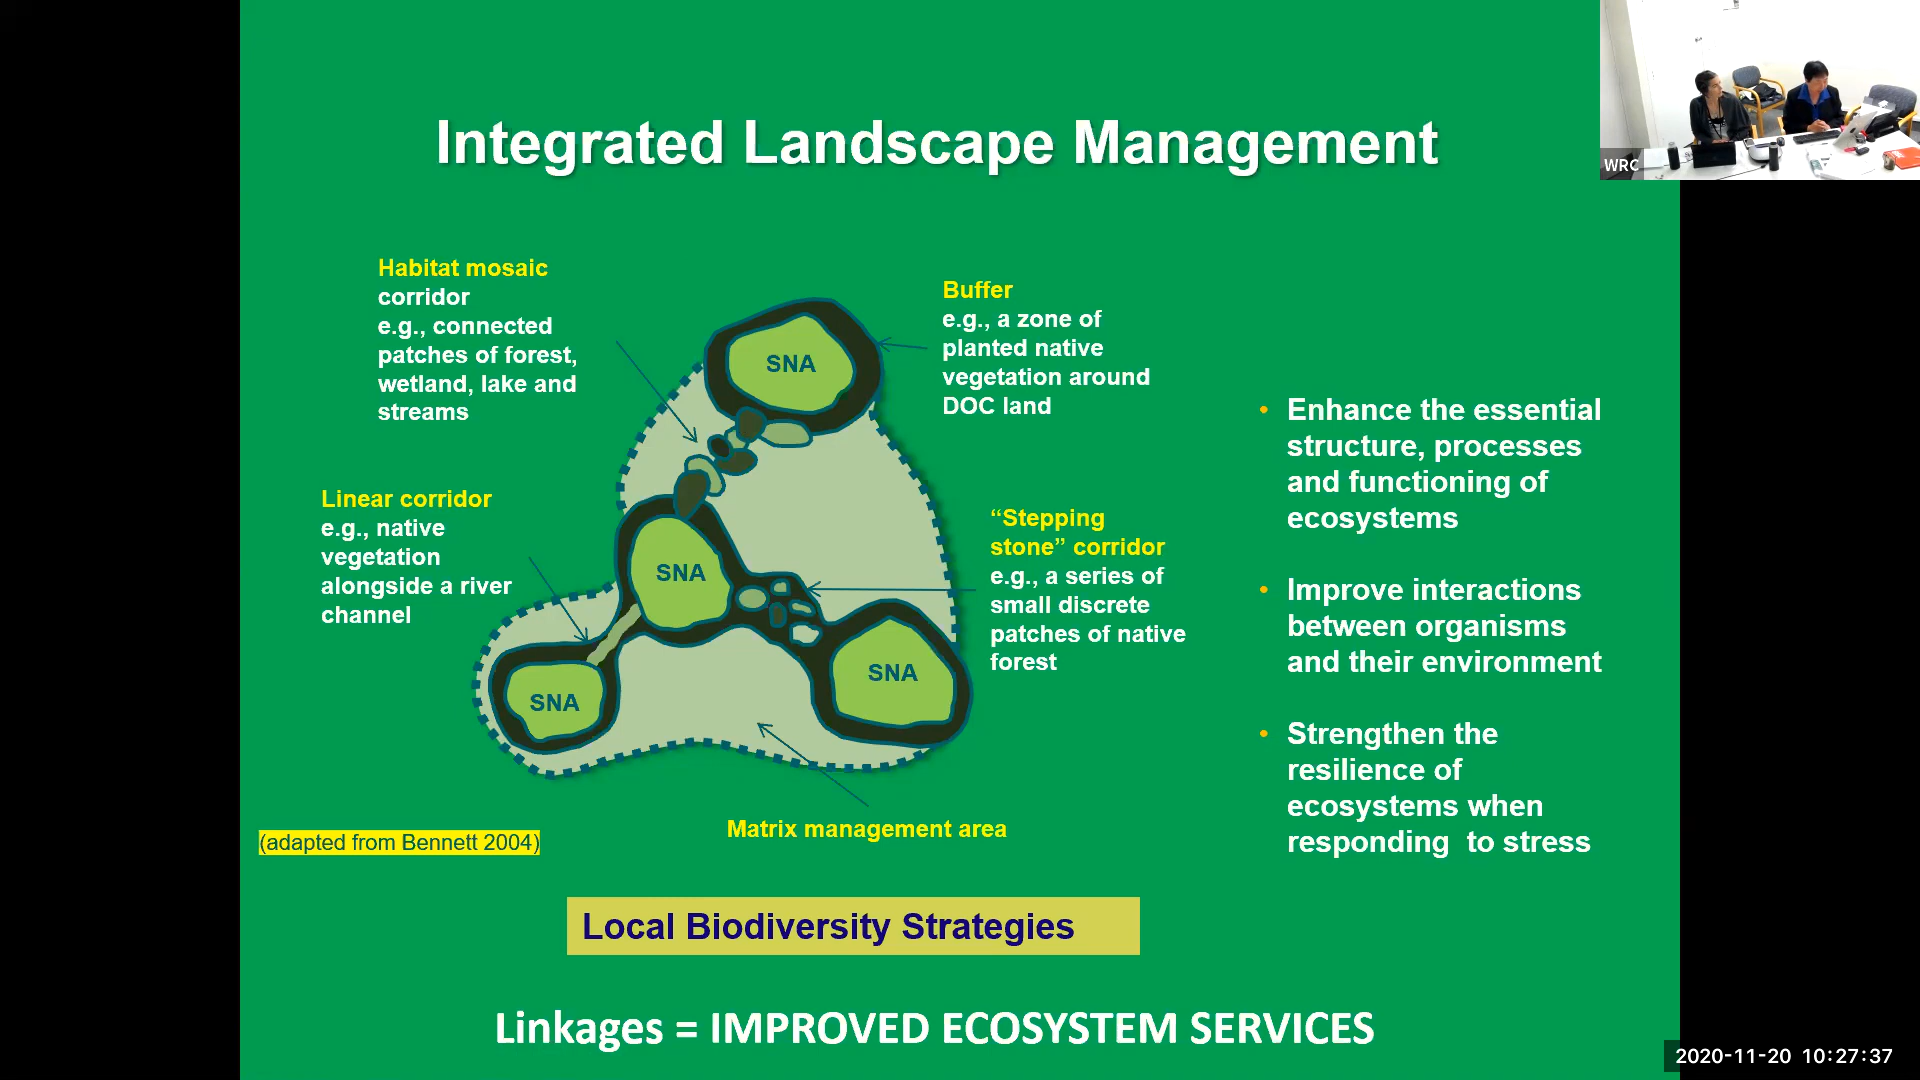 WRC
Integrated Landscape Management
Habitat mosaic
corridor
e.g., connected
patches of forest,
wetland, lake and
streams
Buffer
e.g., a zone of
planted native
vegetation around
DOC land
Linear corridor
e.g., native
vegetation
alongside a river
channel
“Stepping
stone” corridor
e.g., a series of
small discrete
patches of native
forest
SNA
SNA
SNA
SNA
Matrix management area
(adapted from Bennett 2004)
• Enhance the essential
structure, processes
and functioning of
ecosystems
• Improve interactions
between organisms
and their environment
• Strengthen the
resilience of
ecosystems when
responding  to stress
Local Biodiversity Strategies
Linkages = IMPROVED ECOSYSTEM SERVICES
2020-11-20 10:27:37